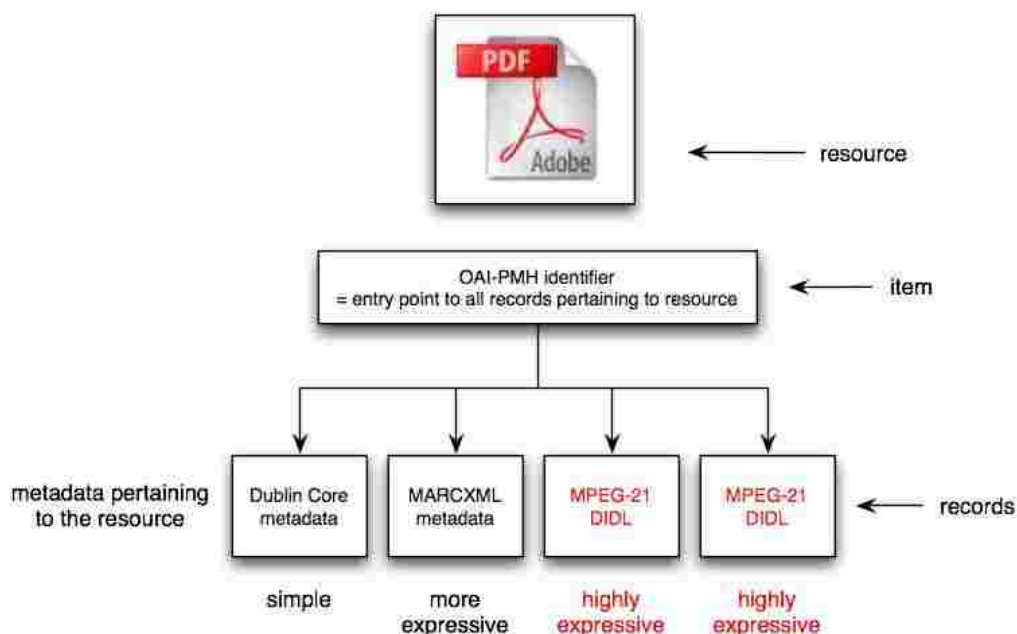 PDF
Adobe
resource
OAI-PMH identifier
= entry point to all records pertaining to resource
item
metadata pertaining
to the resource
Dublin Core
metadata
MARCXML
metadata
MPEG-21
DIDL
MPEG-21
DIDL
records
simple
more
expressive
highly
expressive
highly
expressive